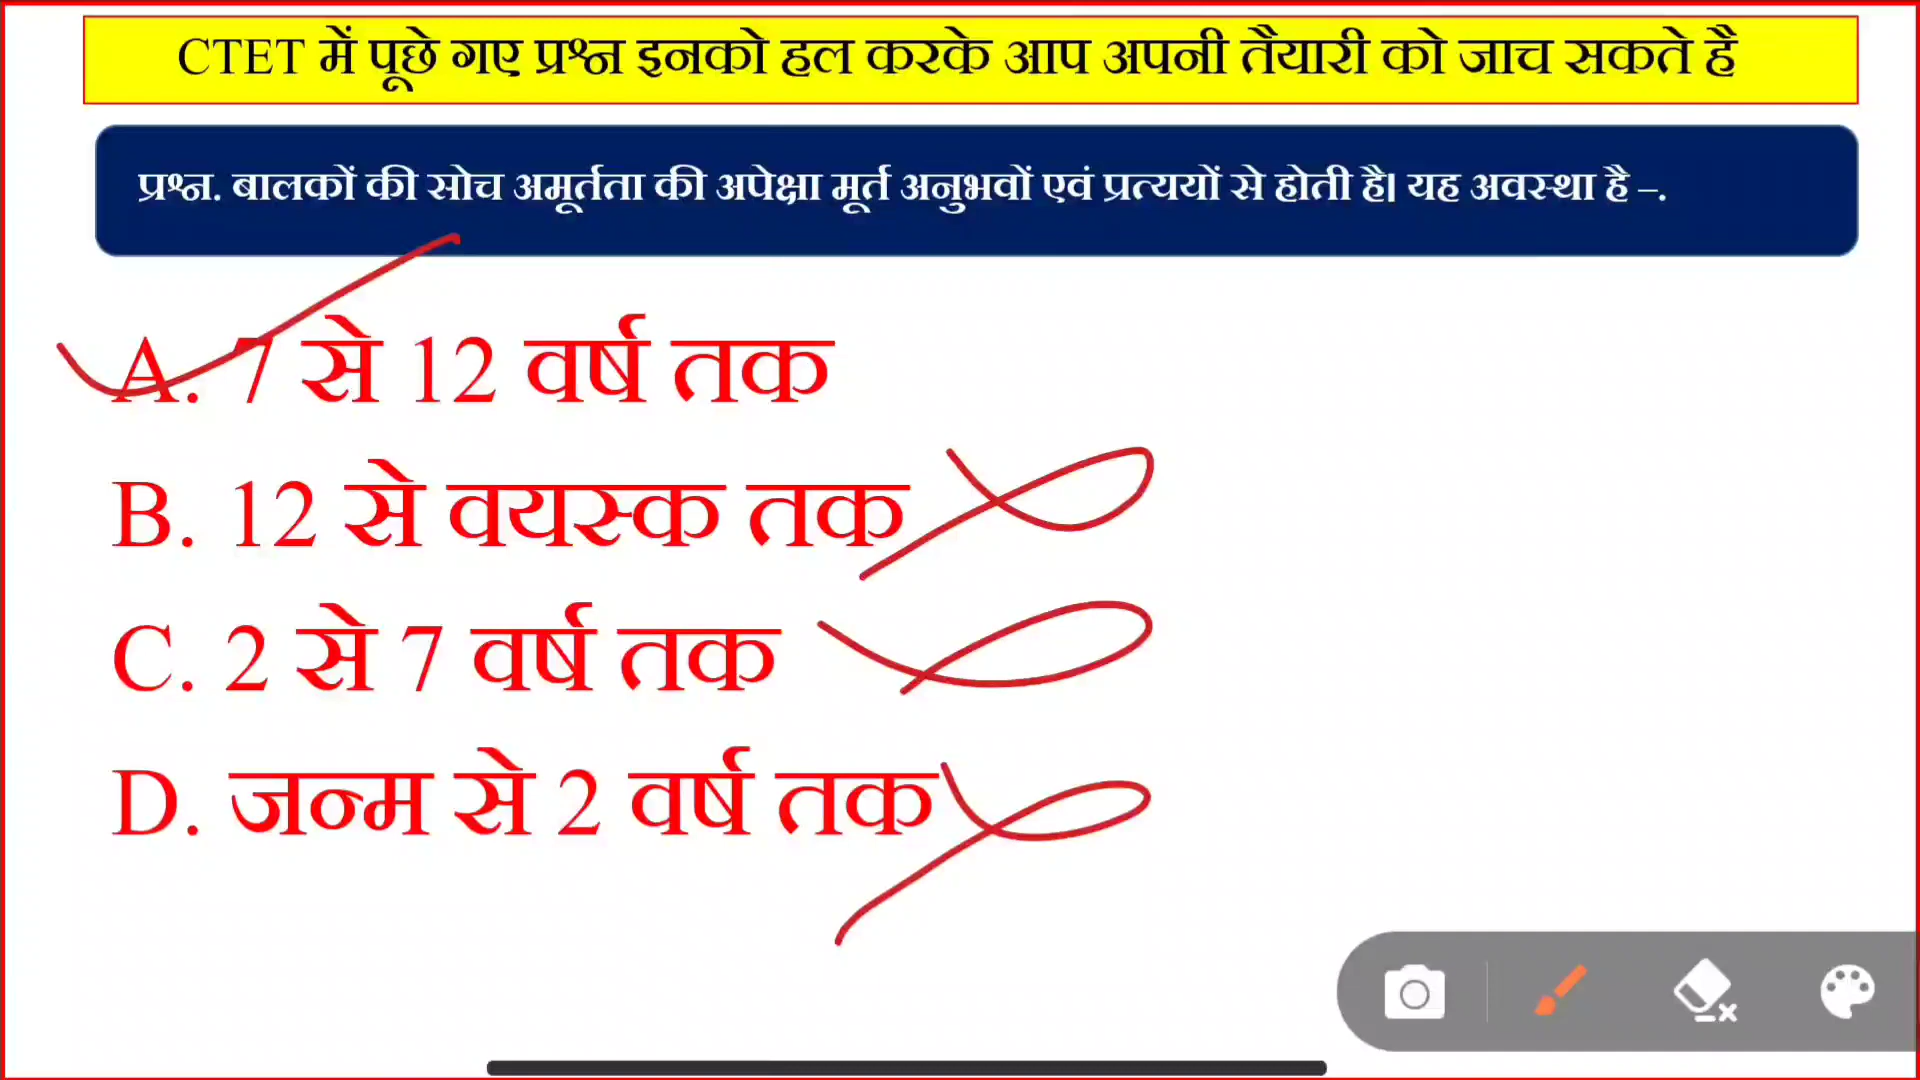 CTET में पूछे गए प्रश्न इनको हल करके आप अपनी तैयारी को जाच सकते है
प्रश्न. बालकों की सोच अमूर्तता की अपेक्षा मूर्त अनुभवों एवं प्रत्ययों से होती है। यह अवस्था है –.
A. 7 से 12 वर्ष तक
B. 12 से वयस्क तक
C. 2 से 7 वर्ष तक
D. जन्म से 2 वर्ष तक